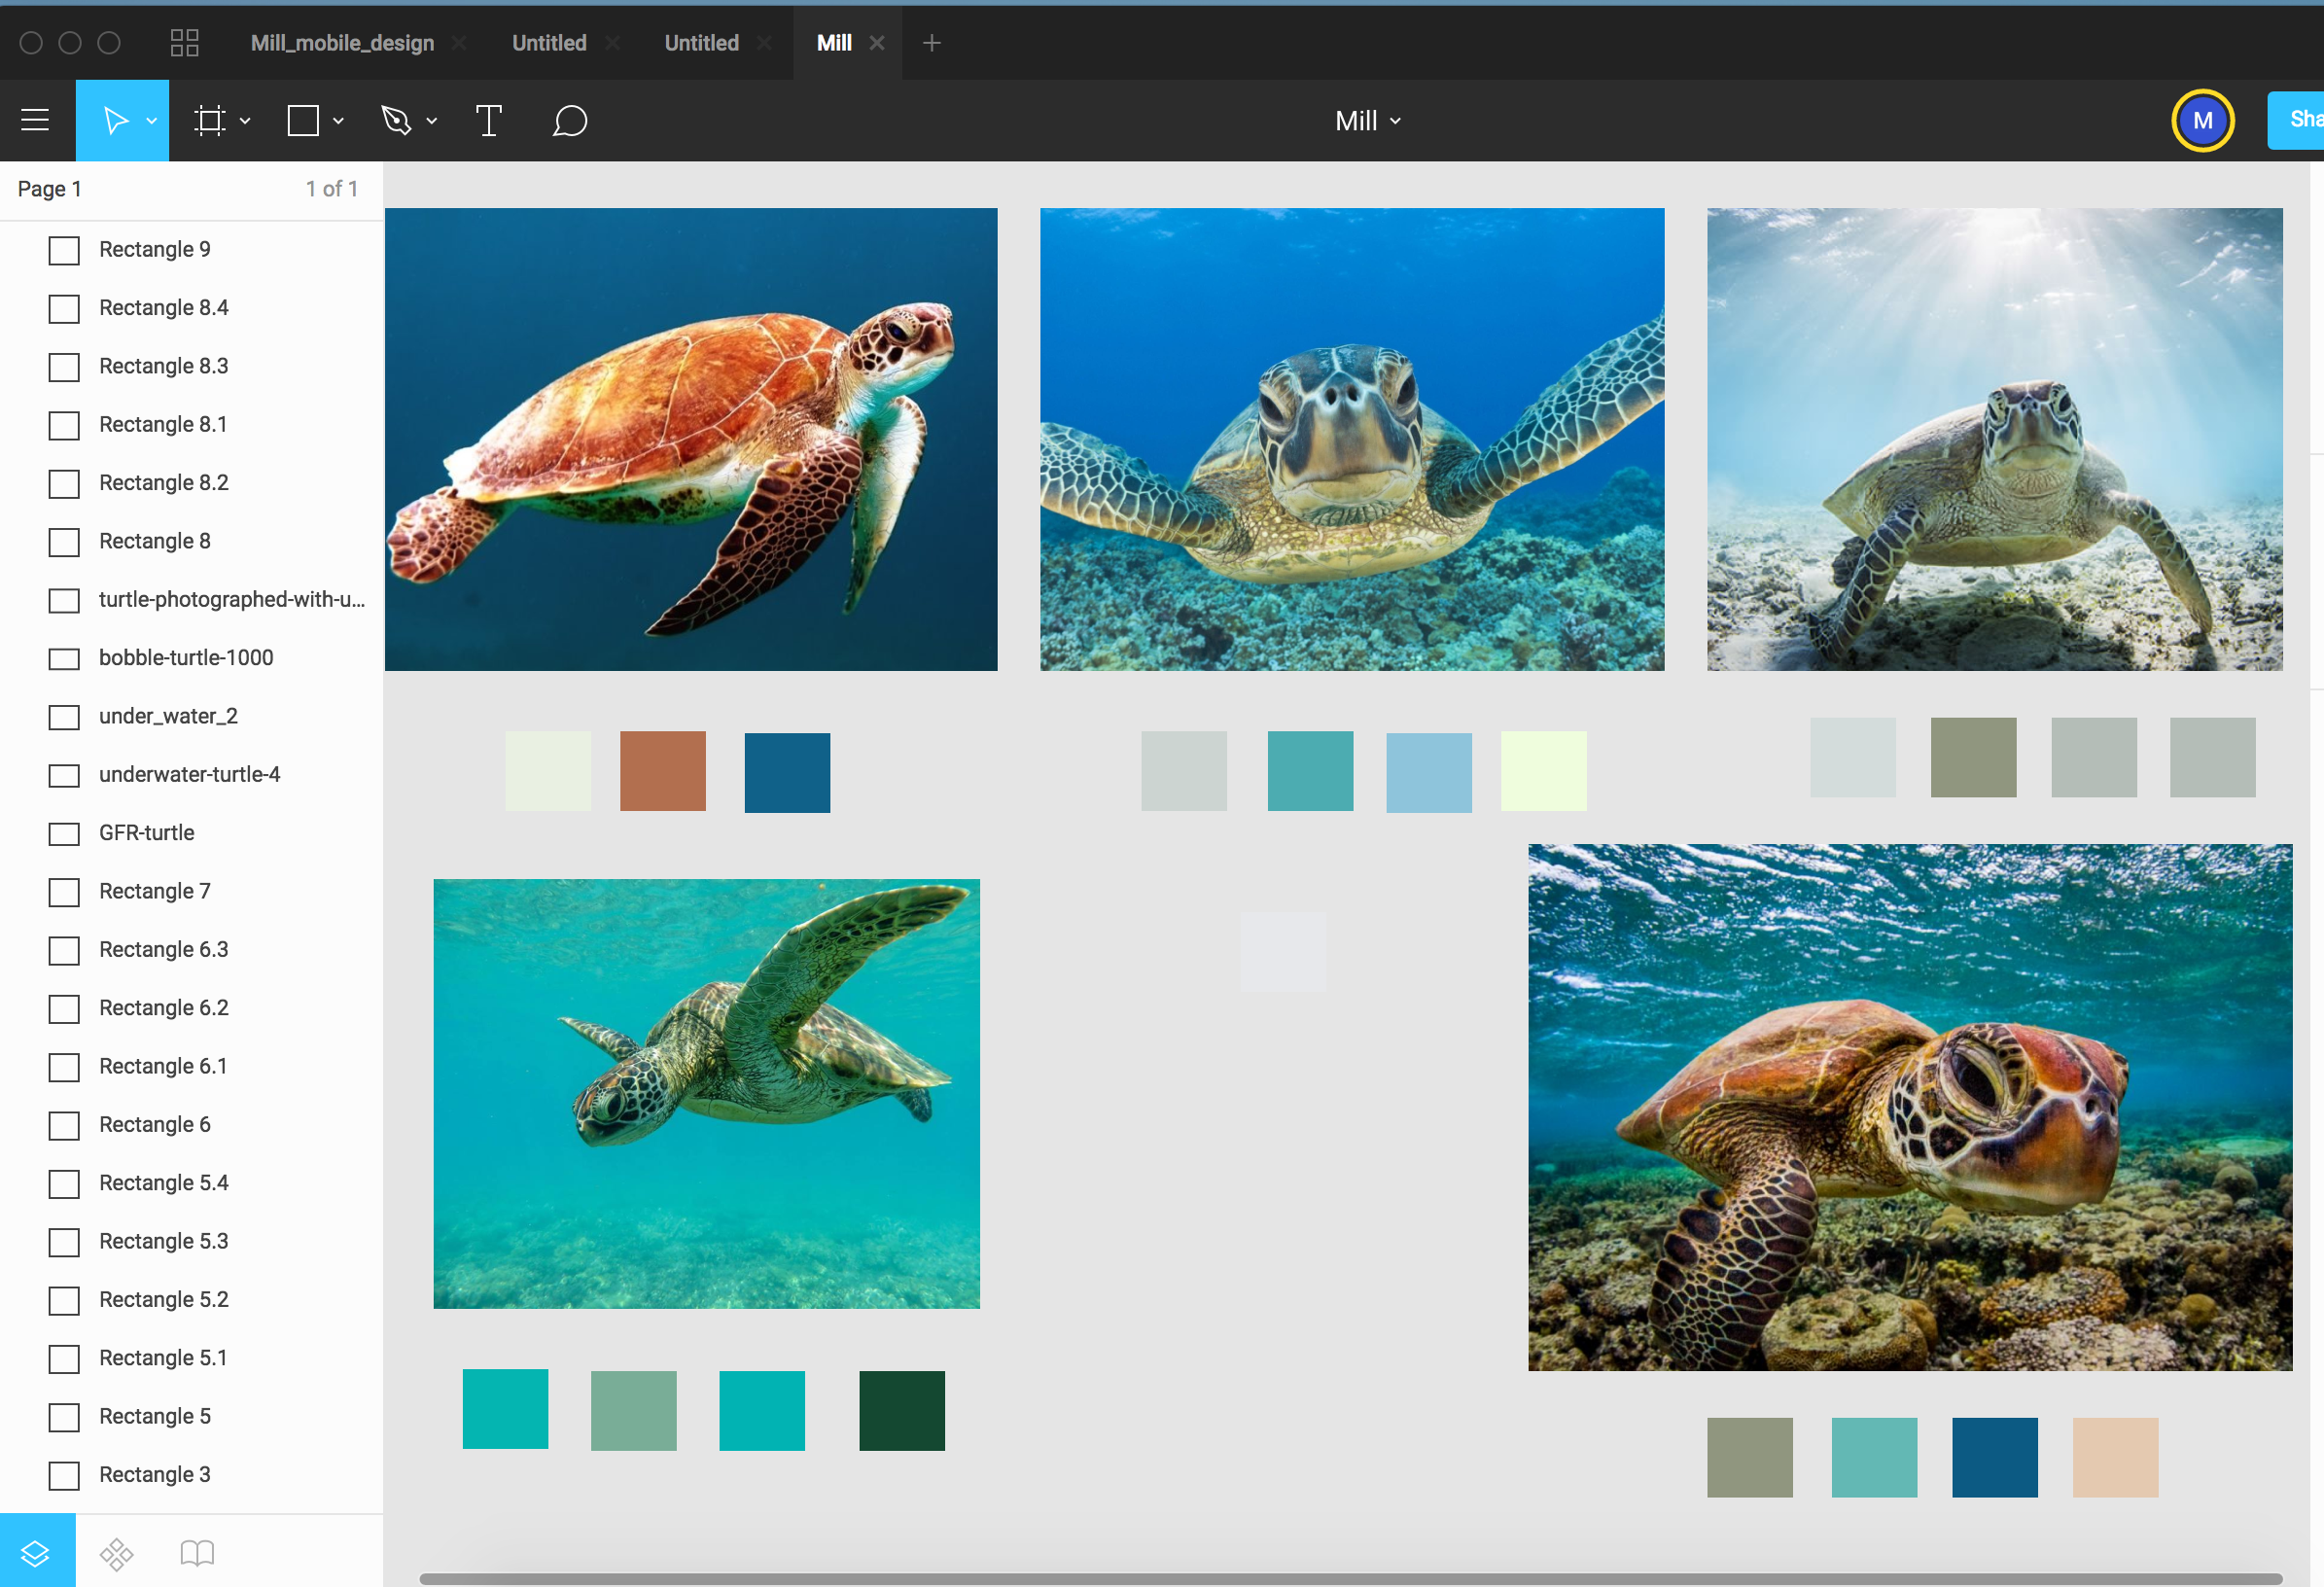 Mill_mobile_design
Untitled
Untitled
Mill
Mill
M
Sha
Page 1
1 of 1
Rectangle 9
Rectangle 8.4
Rectangle 8.3
Rectangle 8.1
Rectangle 8.2
Rectangle 8
turtle-photographed-with-u...
bobble-turtle-1000
under_water_2
underwater-turtle-4
GFR-turtle
Rectangle 7
Rectangle 6.3
Rectangle 6.2
Rectangle 6.1
Rectangle 6
Rectangle 5.4
Rectangle 5.3
Rectangle 5.2
Rectangle 5.1
Rectangle 5
Rectangle 3